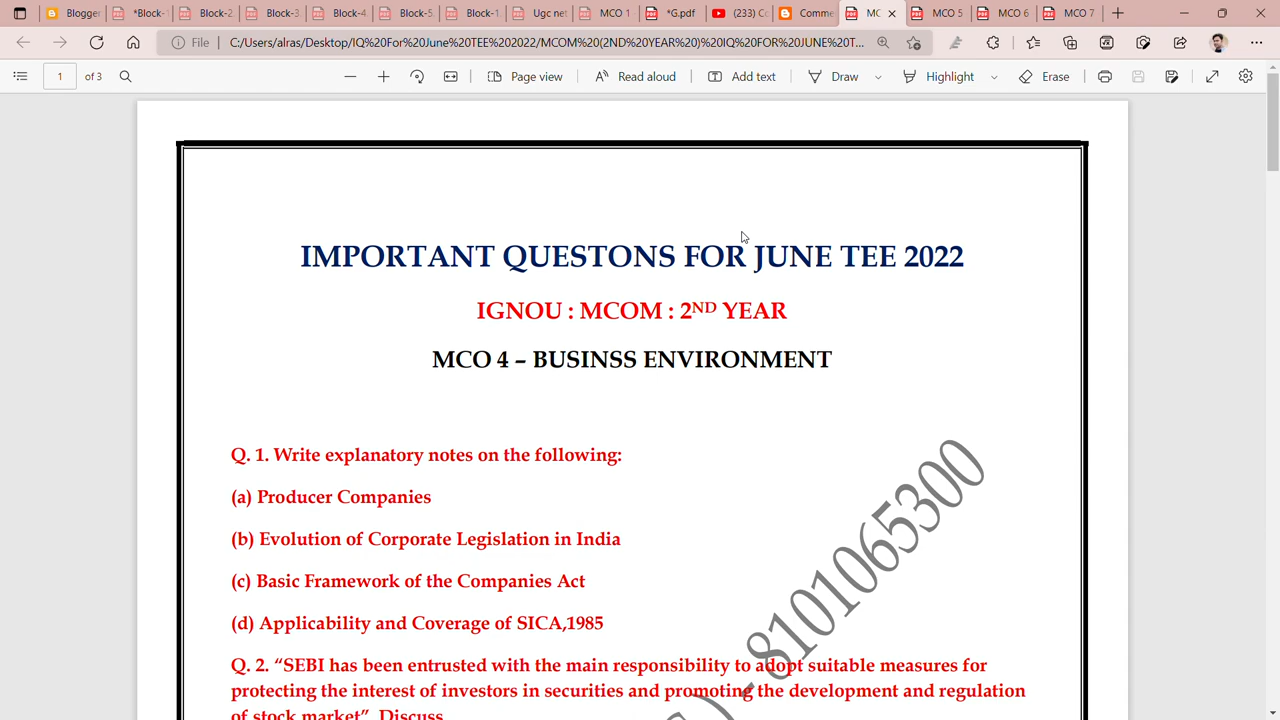 Blogger
*Block-
Block-2.
Block-3
Block-4.
Block-5.
Block-1.
Ugc net
MCO 1
*G.pdf
(233) Co
Comme
MC
MCO 5
MCO 6
MCO 7
File
C:/Users/alras/Desktop/IQ%20For%20June%20TEE%202022/MCOM%20(2ND%20YEAR%20)%20IQ%20FOR%20JUNE%20T...
1 of 3
Page view
Read aloud
Add text
Draw
Highlight
Erase
IMPORTANT QUESTONS FOR JUNE TEE 2022
IGNOU : MCOM : 2ND YEAR
MCO 4 – BUSINSS ENVIRONMENT
Q. 1. Write explanatory notes on the following:
(a) Producer Companies
(b) Evolution of Corporate Legislation in India
(c) Basic Framework of the Companies Act
(d) Applicability and Coverage of SICA,1985
Q. 2. “SEBI has been entrusted with the main responsibility to adopt suitable measures for
protecting the interest of investors in securities and promoting the development and regulation
of stock market”. Discuss
) - 8101065300